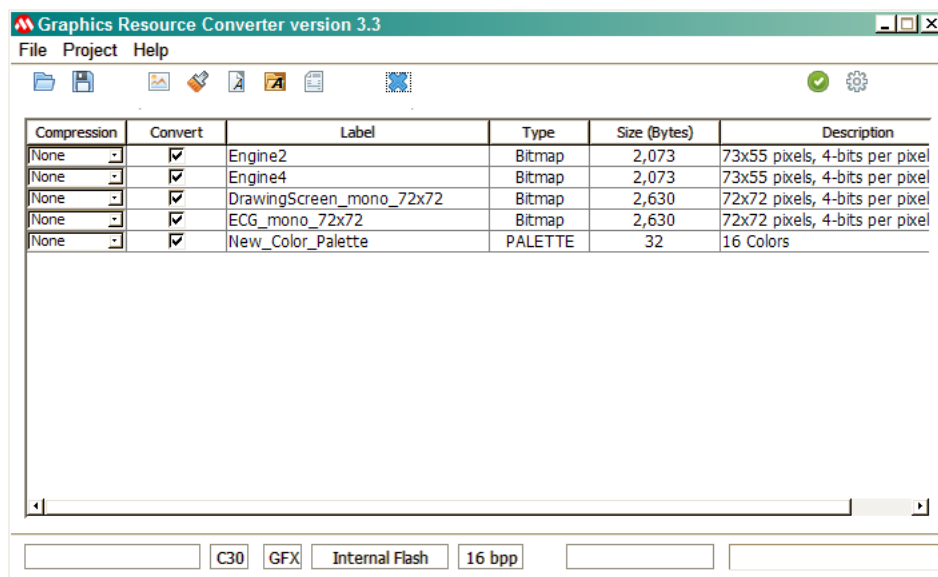 Graphics Resource Converter version 3.3
File Project Help
Compression Convert Label Type Size (Bytes) Description
None Engine2 Bitmap 2,073 73x55 pixels, 4-bits per pixel
None Engine4 Bitmap 2,073 73x55 pixels, 4-bits per pixel
None DrawingScreen_mono_72x72 Bitmap 2,630 72x72 pixels, 4-bits per pixel
None ECG_mono_72x72 Bitmap 2,630 72x72 pixels, 4-bits per pixel
None New_Color_Palette PALETTE 32 16 Colors
C30 GFX Internal Flash 16 bpp